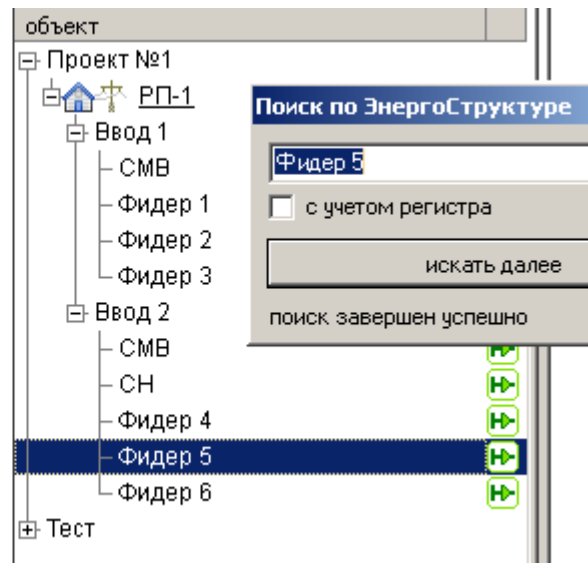 объект
Проект №1
РП-1
Ввод 1
СМВ
Фидер 1
Фидер 2
Фидер 3
Ввод 2
СМВ
СН
Фидер 4
Фидер 5
Фидер 6
Тест
Поиск по ЭнергоСтруктуре
Фидер 5
с учетом регистра
искать далее
поиск завершен успешно